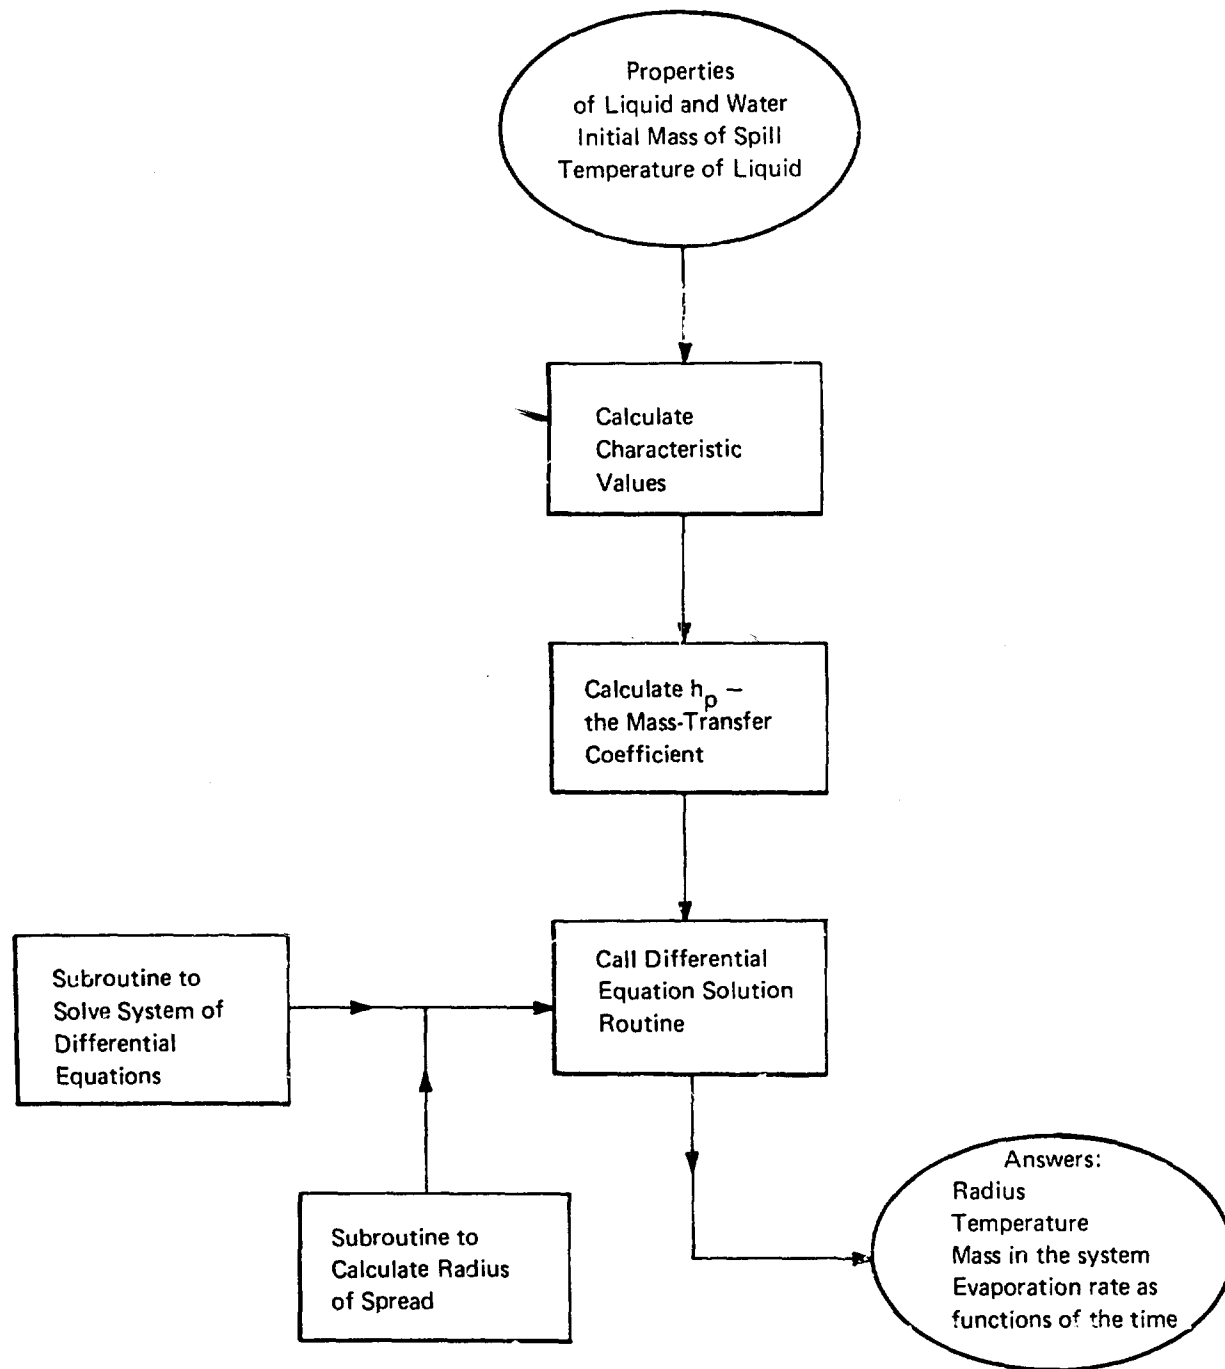 Properties
of Liquid and Water
Initial Mass of Spill
Temperature of Liquid
Calculate
Characteristic
Values
Calculate hp –
the Mass-Transfer
Coefficient
Call Differential
Equation Solution
Routine
Subroutine to
Solve System of
Differential
Equations
Subroutine to
Calculate Radius
of Spread
Answers:
Radius
Temperature
Mass in the system
Evaporation rate as
functions of the time